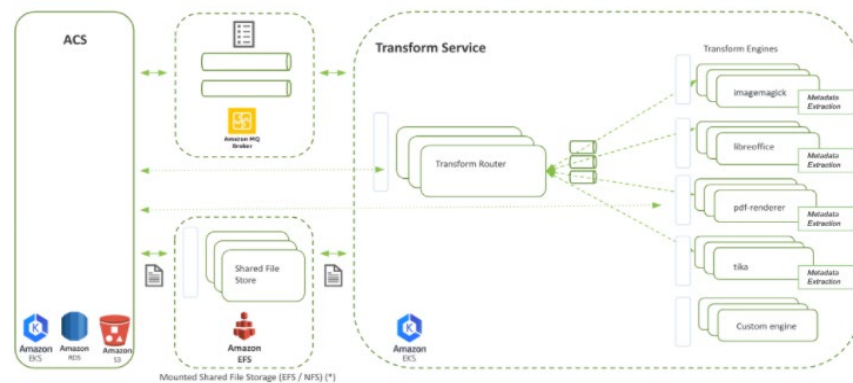 ACS
Amazon
EKS
Amazon
RDS
Amazon
S3
Amazon MQ
Broker
Shared File
Store
Amazon
EFS
Mounted Shared File Storage (EFS / NFS) (*)
Transform Service
Transform Router
Amazon
EKS
Transform Engines
imagemagick
Metadata
Extraction
libreoffice
Metadata
Extraction
pdf-renderer
Metadata
Extraction
tika
Metadata
Extraction
Custom engine